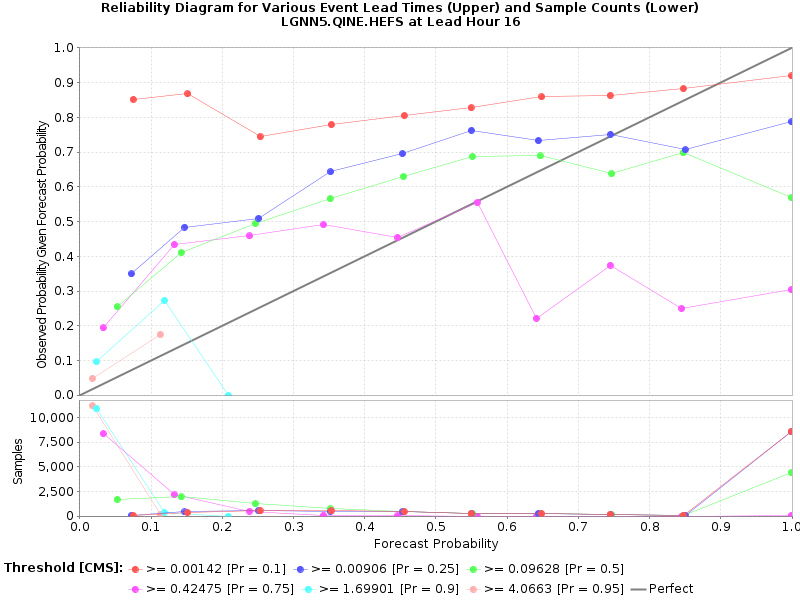 Reliability Diagram for Various Event Lead Times (Upper) and Sample Counts (Lower)
LGNN5.QINE.HEFS at Lead Hour 16
Observed Probability Given Forecast Probability
1.0
0.9
0.8
0.7
0.6
0.5
0.4
0.3
0.2
0.1
0.0
Samples
10,000
7,500
5,000
2,500
0
0.0 0.1 0.2 0.3 0.4 0.5 0.6 0.7 0.8 0.9 1.0
Forecast Probability
Threshold [CMS]: >= 0.00142 [Pr = 0.1] >= 0.00906 [Pr = 0.25] >= 0.09628 [Pr = 0.5]
>= 0.42475 [Pr = 0.75] >= 1.69901 [Pr = 0.9] >= 4.0663 [Pr = 0.95] Perfect